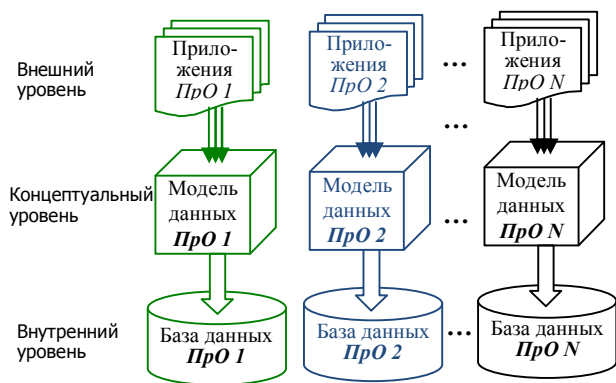 Внешний
уровень
Прило-
жения
ПрО 1
Прило-
жения
ПрО 2
...
Прило-
жения
ПрО N
...
Концептуальный
уровень
Модель
данных
ПрО 1
Модель
данных
ПрО 2
...
Модель
данных
ПрО N
Внутренний
уровень
База данных
ПрО 1
База данных
ПрО 2
...
База данных
ПрО N